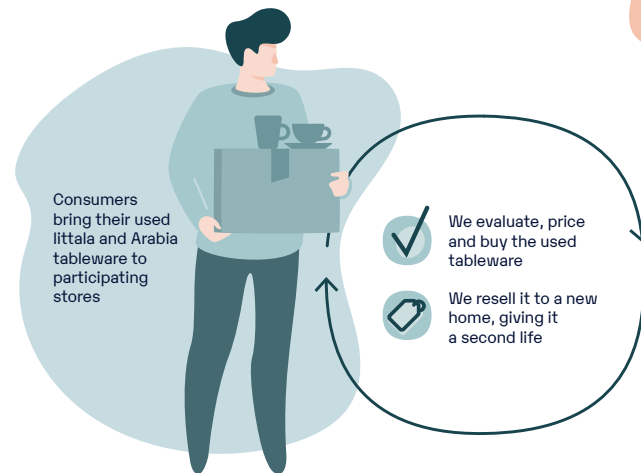 Consumers
bring their used
Iittala and Arabia
tableware to
participating
stores
We evaluate, price
and buy the used
tableware
We resell it to a new
home, giving it
a second life